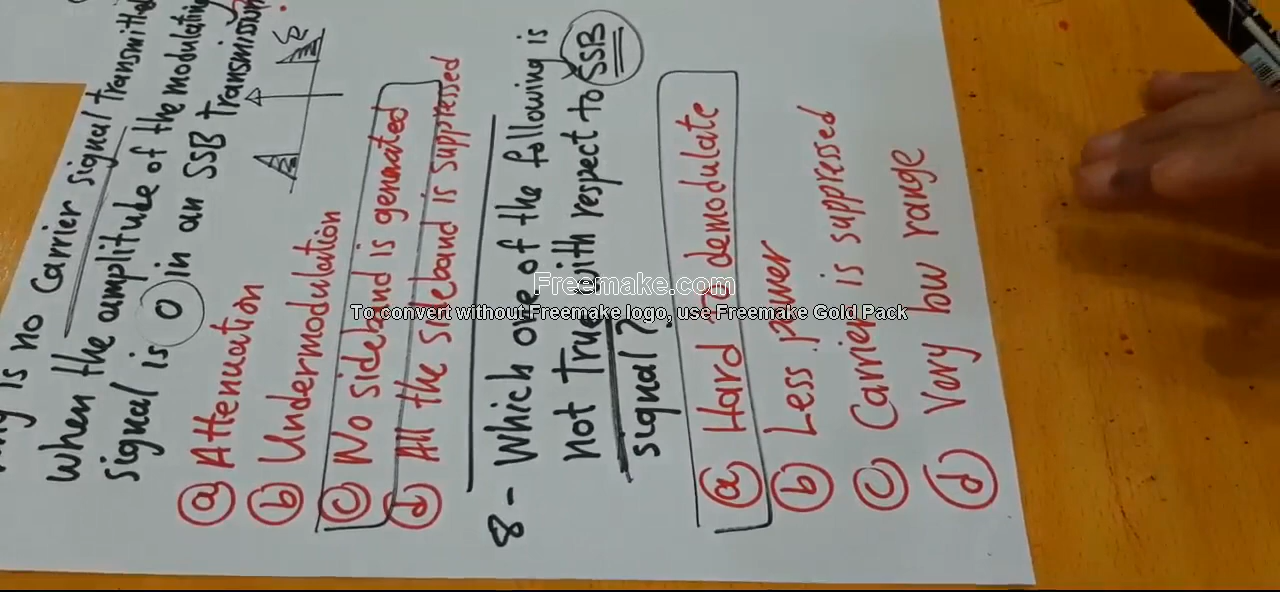 is no Carrier signal transmitted
When the amplitude of the modulating
signal is 0 in an SSB transmission
a Attenuation
b Undermodulation
c No sideband is generated
d All the sideband is suppressed
8- Which one of the following is
not True with respect to SSB
signal?
a Hard to demodulate
b Less power
c Carrier is suppressed
d Very low range
Freemake.com
To convert without Freemake logo, use Freemake Gold Pack